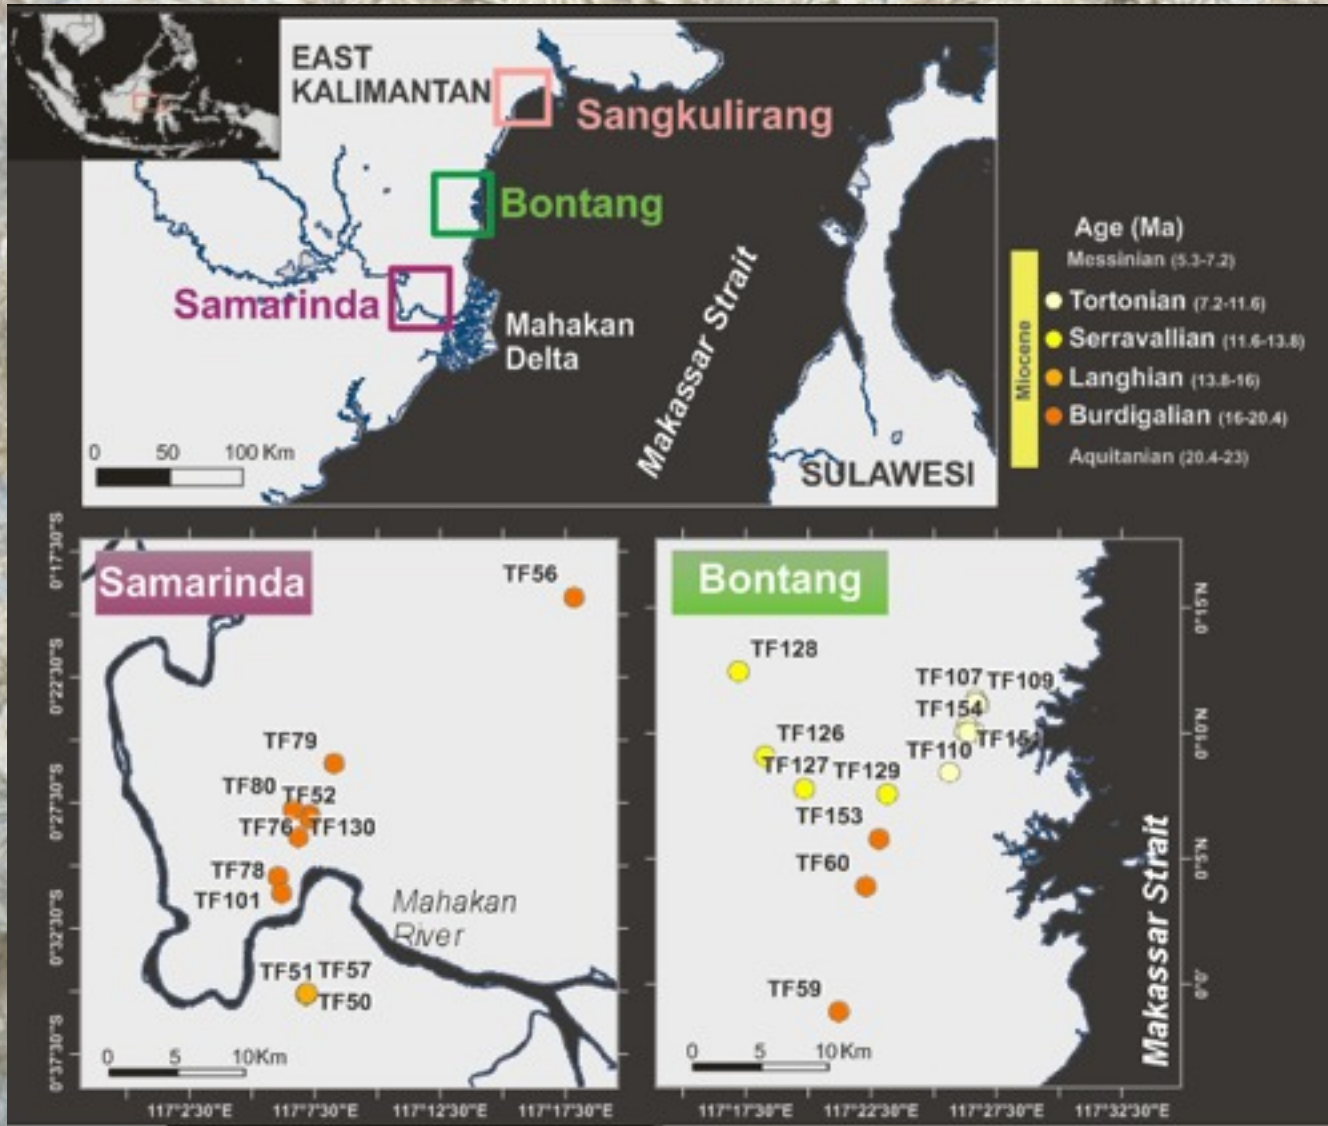 EAST
KALIMANTAN
Sangkulirang
Bontang
Samarinda
Mahakan
Delta
Makassar Strait
SULAWESI
0 50 100 Km
Age (Ma)
Messinian (5.3-7.2)
Tortonian (7.2-11.6)
Serravallian (11.6-13.8)
Langhian (13.8-16)
Burdigalian (16-20.4)
Aquitanian (20.4-23)
Miocene
Samarinda
TF56
TF79
TF80
TF52
TF76
TF130
TF78
TF101
Mahakan
River
TF51 TF57
TF50
0 5 10Km
0°17'30"S
0°22'30"S
0°27'30"S
0°32'30"S
0°37'30"S
117°2'30"E 117°7'30"E 117°12'30"E 117°17'30"E
Bontang
TF128
TF107 TF109
TF154
TF126
TF110
TF127 TF129
TF153
TF60
TF59
Makassar Strait
0 5 10Km
0°15'N
0°10'N
0°5'N
0°0'
117°17'30"E 117°22'30"E 117°27'30"E 117°32'30"E